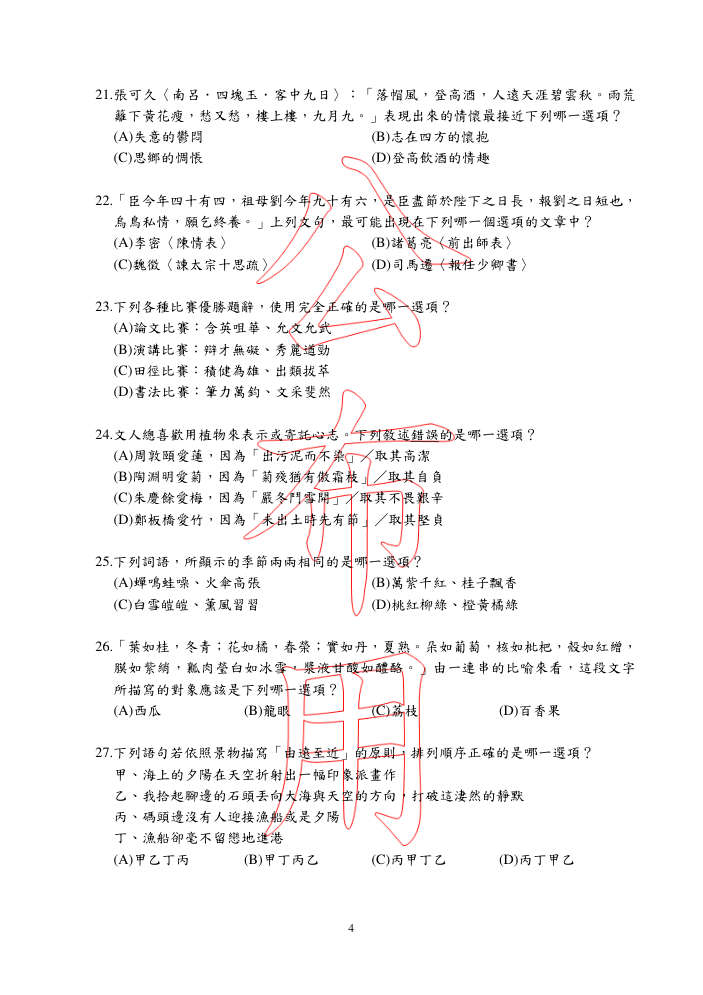 21.張可久〈南呂．四塊玉．客中九日〉：「落帽風，登高酒，人遠天涯碧雲秋。雨荒
籬下黃花瘦，愁又愁，樓上樓，九月九。」表現出來的情懷最接近下列哪一選項？
(A)失意的鬱悶 (B)志在四方的懷抱
(C)思鄉的惆悵 (D)登高飲酒的情趣
22.「臣今年四十有四，祖母劉今年九十有六，是臣盡節於陛下之日長，報劉之日短也，
烏鳥私情，願乞終養。」上列文句，最可能出現在下列哪一個選項的文章中？
(A)李密〈陳情表〉 (B)諸葛亮〈前出師表〉
(C)魏徵〈諫太宗十思疏〉 (D)司馬遷〈報任少卿書〉
23.下列各種比賽優勝題辭，使用完全正確的是哪一選項？
(A)論文比賽：含英咀華、允文允武
(B)演講比賽：辯才無礙、秀麗遒勁
(C)田徑比賽：積健為雄、出類拔萃
(D)書法比賽：筆力萬鈞、文采斐然
24.文人總喜歡用植物來表示或寄託心志。下列敘述錯誤的是哪一選項？
(A)周敦頤愛蓮，因為「出污泥而不染」／取其高潔
(B)陶淵明愛菊，因為「菊殘猶有傲霜枝」／取其自負
(C)朱慶餘愛梅，因為「嚴冬鬥雪開」／取其不畏艱辛
(D)鄭板橋愛竹，因為「未出土時先有節」／取其堅貞
25.下列詞語，所顯示的季節兩兩相同的是哪一選項？
(A)蟬鳴蛙噪、火傘高張 (B)萬紫千紅、桂子飄香
(C)白雪皚皚、薰風習習 (D)桃紅柳綠、橙黃橘綠
26.「葉如桂，冬青；花如橘，春榮；實如丹，夏熟。朵如葡萄，核如枇杷，殼如紅繒，
膜如紫綃，瓤肉瑩白如冰雪，漿液甘酸如醴酪。」由一連串的比喻來看，這段文字
所描寫的對象應該是下列哪一選項？
(A)西瓜 (B)龍眼 (C)荔枝 (D)百香果
27.下列語句若依照景物描寫「由遠至近」的原則，排列順序正確的是哪一選項？
甲、海上的夕陽在天空折射出一幅印象派畫作
乙、我拾起腳邊的石頭丟向大海與天空的方向，打破這淒然的靜默
丙、碼頭邊沒有人迎接漁船或是夕陽
丁、漁船卻毫不留戀地進港
(A)甲乙丁丙 (B)甲丁丙乙 (C)丙甲丁乙 (D)丙丁甲乙
4
公
布
用